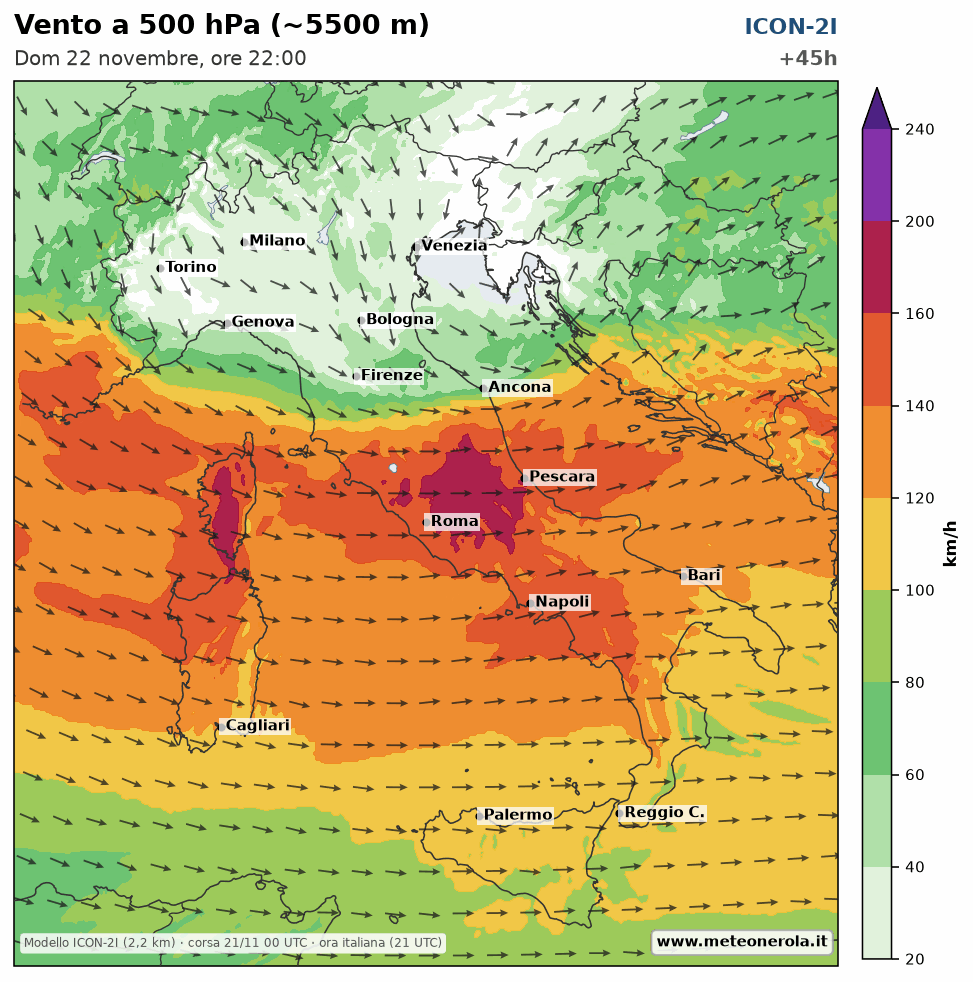 Vento a 500 hPa (~5500 m)
ICON-2I
Dom 22 novembre, ore 22:00
+45h
Milano
Venezia
Torino
Genova
Bologna
Firenze
Ancona
Pescara
Roma
Bari
Napoli
Cagliari
Palermo
Reggio C.
240
200
160
140
120
100
80
60
40
20
km/h
Modello ICON-2I (2,2 km) · corsa 21/11 00 UTC · ora italiana (21 UTC)
www.meteonerola.it